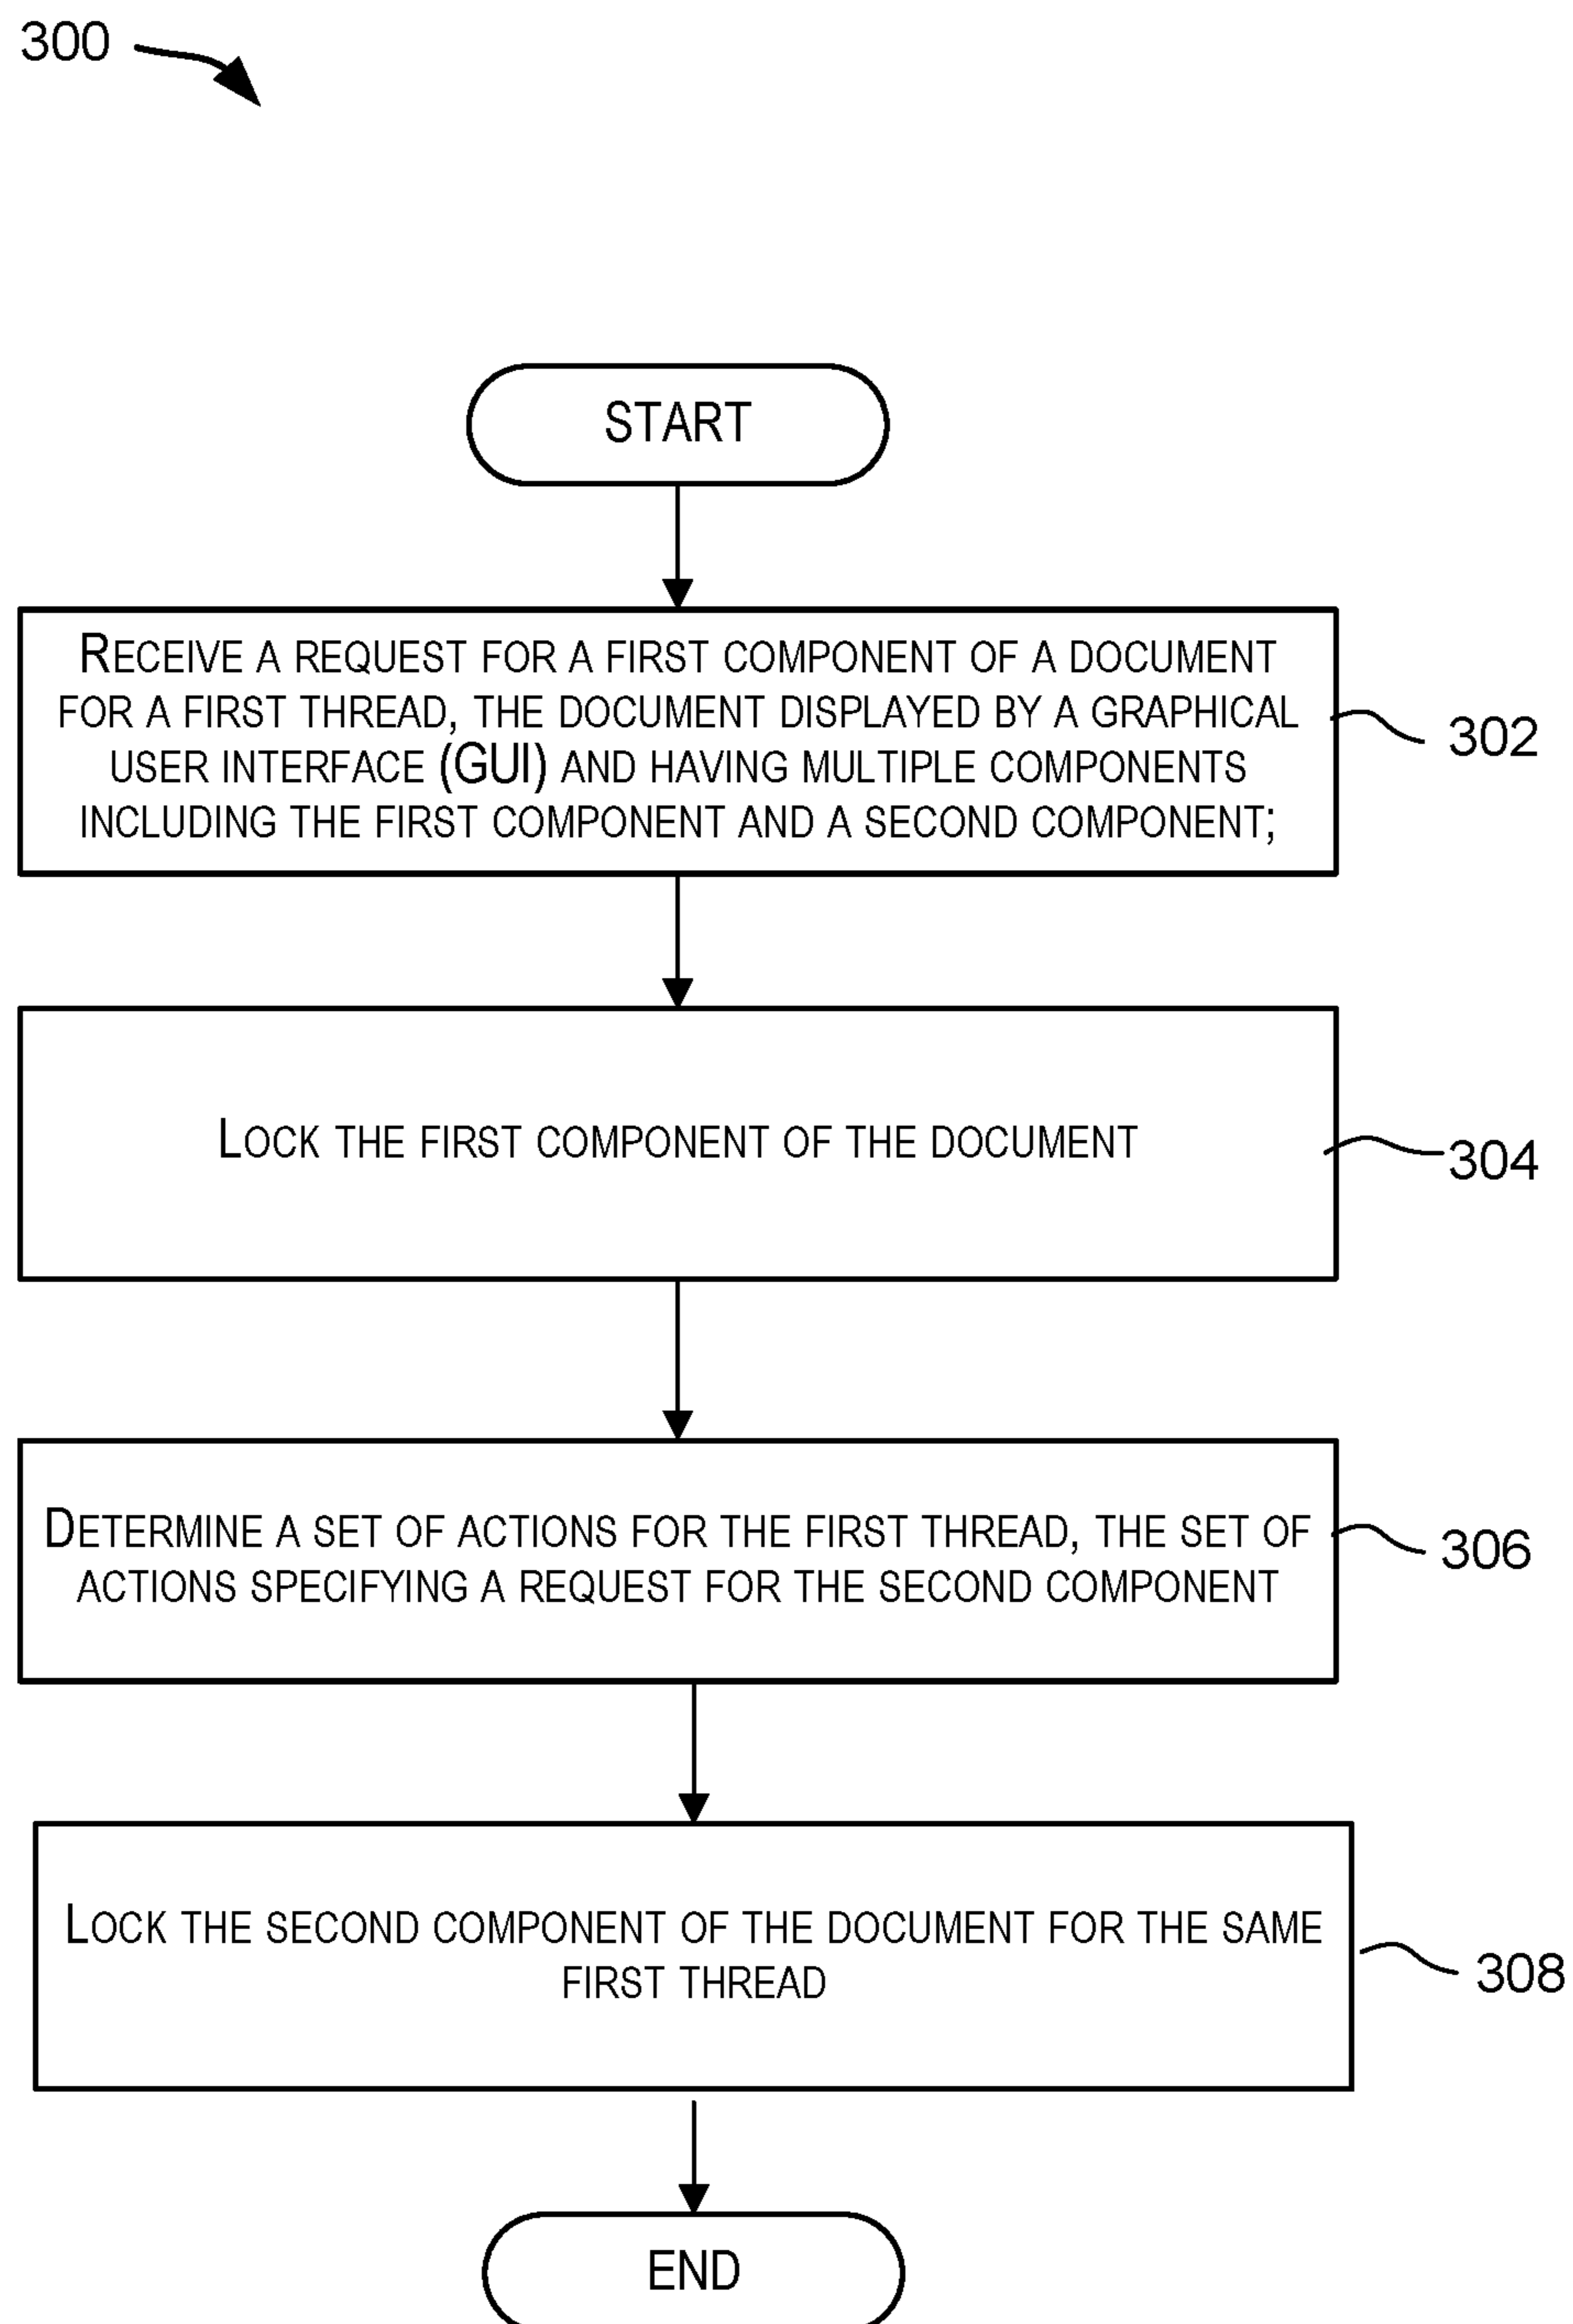 300
START
RECEIVE A REQUEST FOR A FIRST COMPONENT OF A DOCUMENT
FOR A FIRST THREAD, THE DOCUMENT DISPLAYED BY A GRAPHICAL
USER INTERFACE (GUI) AND HAVING MULTIPLE COMPONENTS
INCLUDING THE FIRST COMPONENT AND A SECOND COMPONENT;
302
LOCK THE FIRST COMPONENT OF THE DOCUMENT
304
DETERMINE A SET OF ACTIONS FOR THE FIRST THREAD, THE SET OF
ACTIONS SPECIFYING A REQUEST FOR THE SECOND COMPONENT
306
LOCK THE SECOND COMPONENT OF THE DOCUMENT FOR THE SAME
FIRST THREAD
308
END